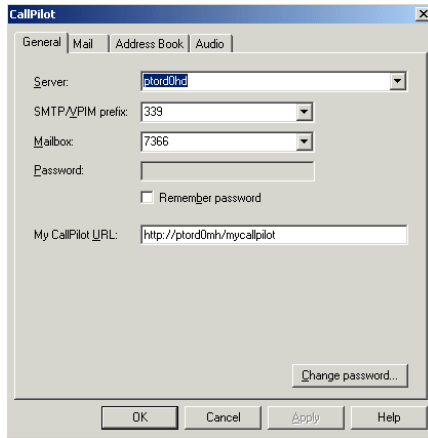 CallPilot
General Mail Address Book Audio
Server: ptord0hd
SMTP/VPIM prefix: 339
Mailbox: 7366
Password:
Remember password
My CallPilot URL: http://ptord0mh/mycallpilot
Change password...
OK Cancel Apply Help